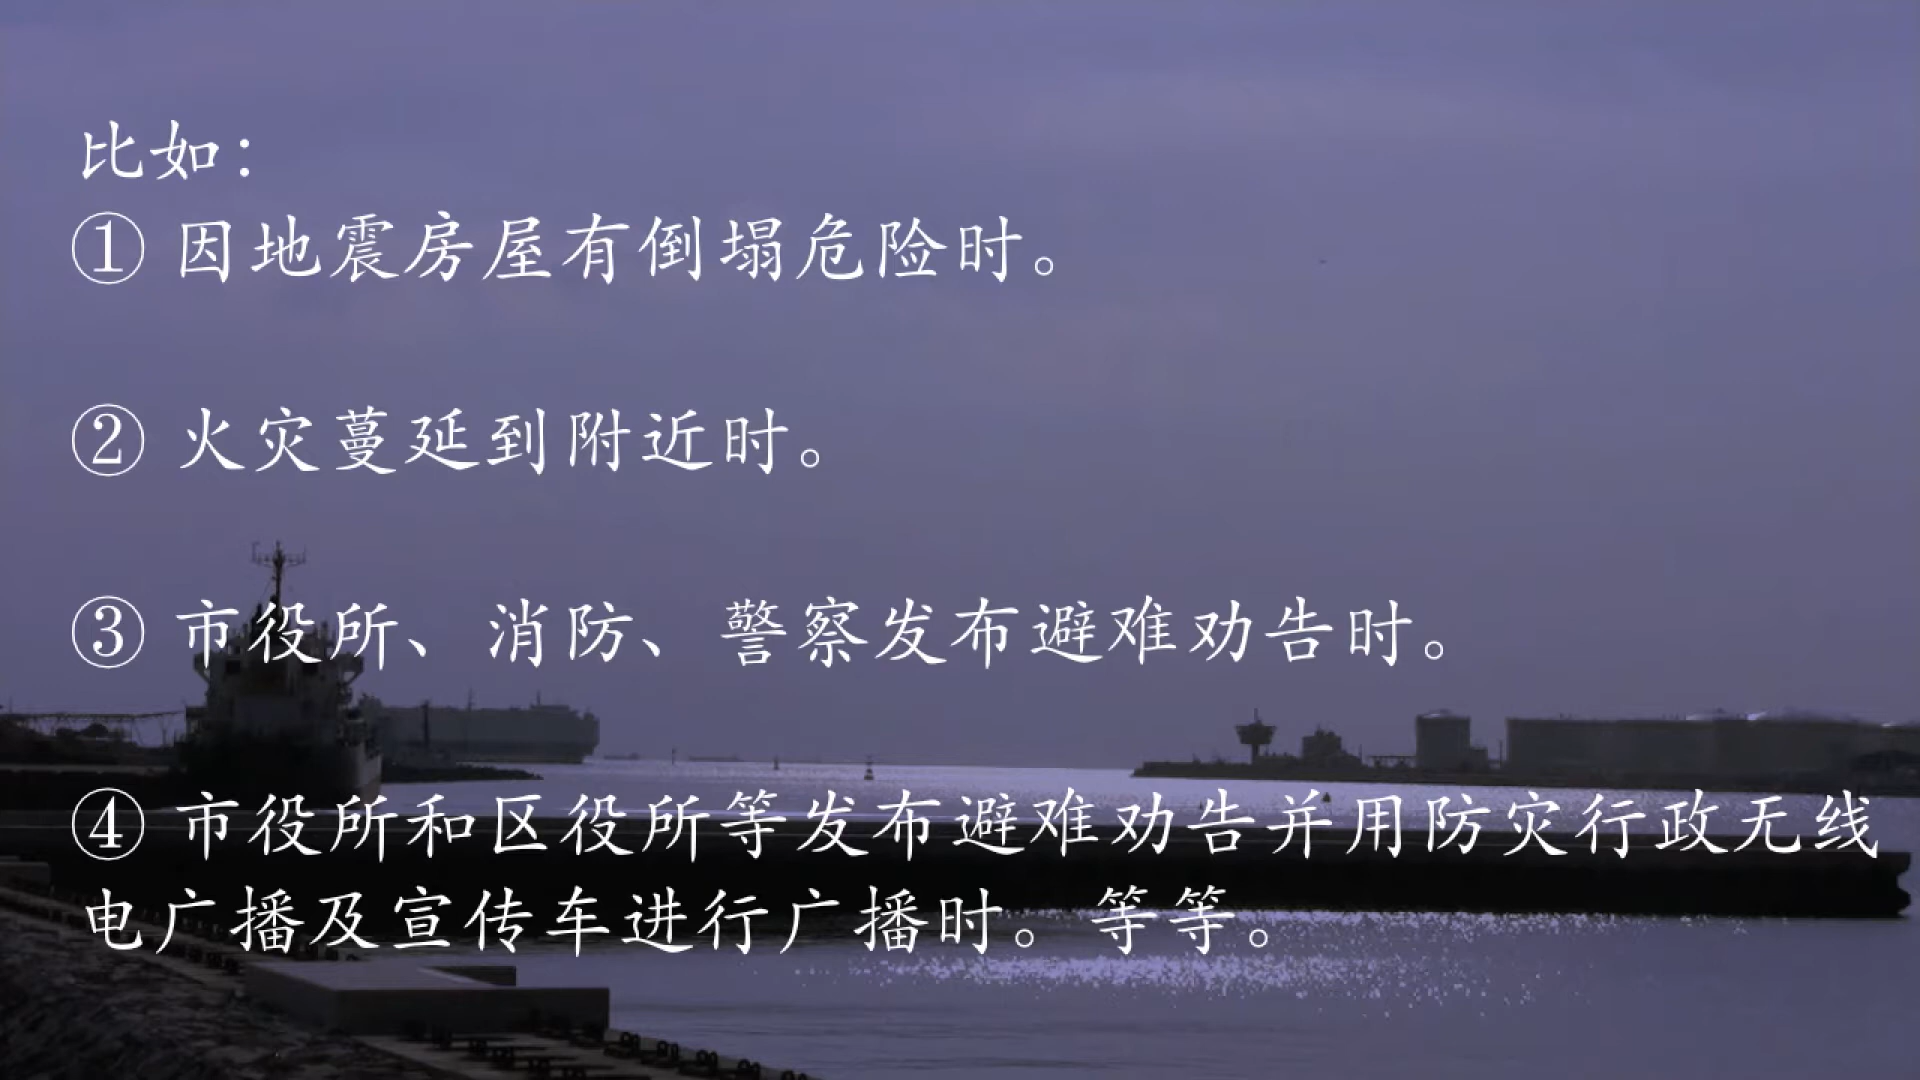 比如：
① 因地震房屋有倒塌危险时。
② 火灾蔓延到附近时。
③ 市役所、消防、警察发布避难劝告时。
④ 市役所和区役所等发布避难劝告并用防灾行政无线
电广播及宣传车进行广播时。等等。